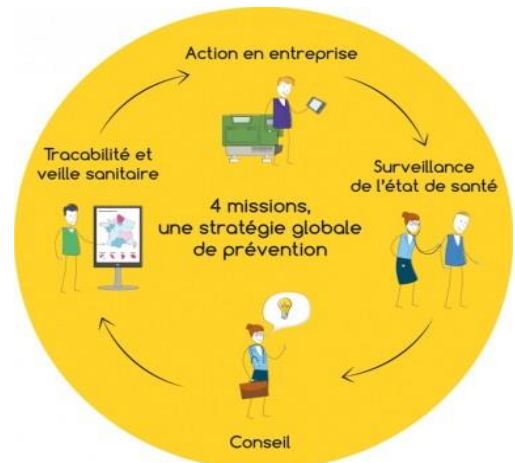 Action en entreprise
Tracabilité et
veille sanitaire
Surveillance
de l'état de santé
4 missions,
une stratégie globale
de prévention
Conseil